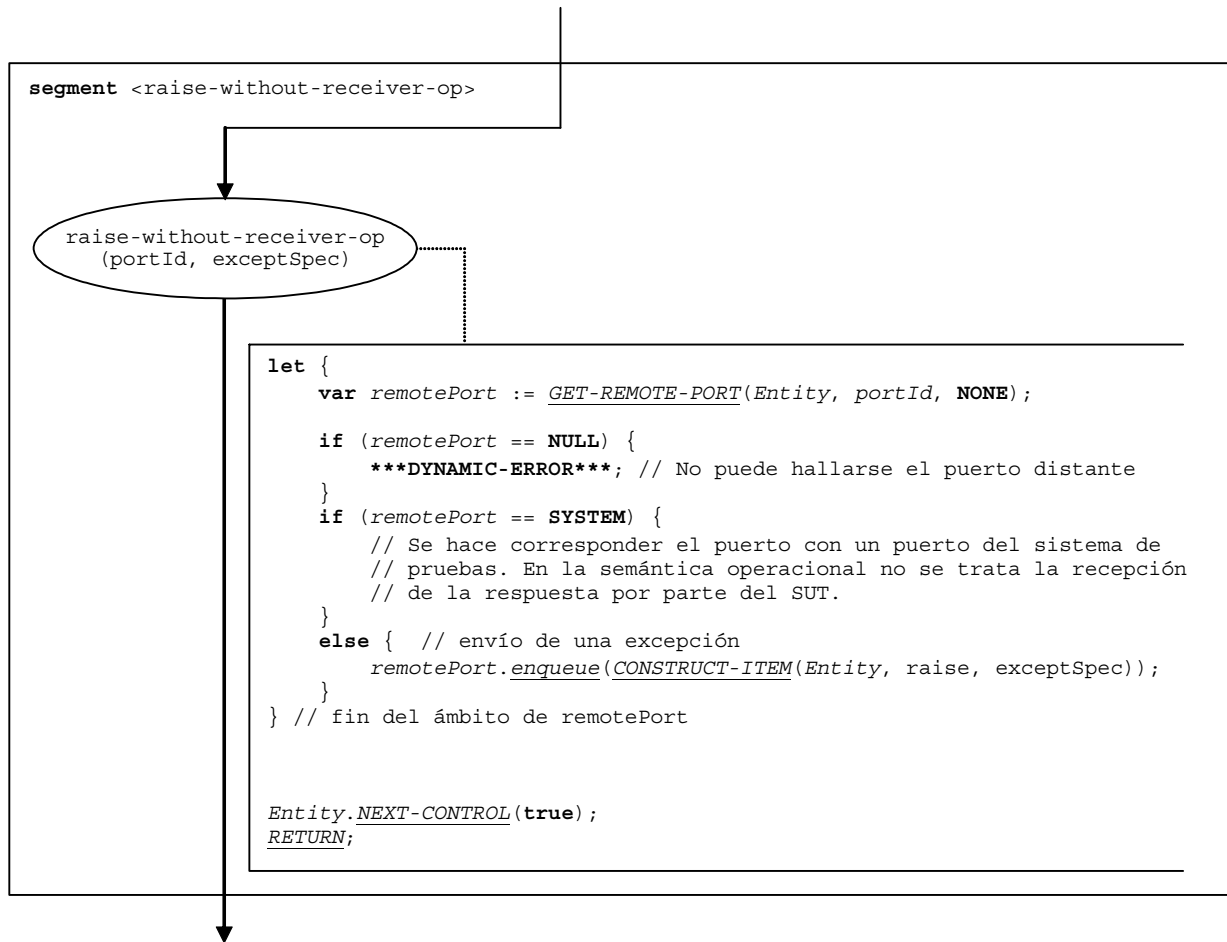 segment <raise-without-receiver-op>
raise-without-receiver-op
(portId, exceptSpec)
let {
var remotePort := GET-REMOTE-PORT(Entity, portId, NONE);
if (remotePort == NULL) {
***DYNAMIC-ERROR***; // No puede hallarse el puerto distante
}
if (remotePort == SYSTEM) {
// Se hace corresponder el puerto con un puerto del sistema de
// pruebas. En la semántica operacional no se trata la recepción
// de la respuesta por parte del SUT.
}
else {  // envío de una excepción
remotePort.enqueue(CONSTRUCT-ITEM(Entity, raise, exceptSpec));
}
} // fin del ámbito de remotePort
Entity.NEXT-CONTROL(true);
RETURN;